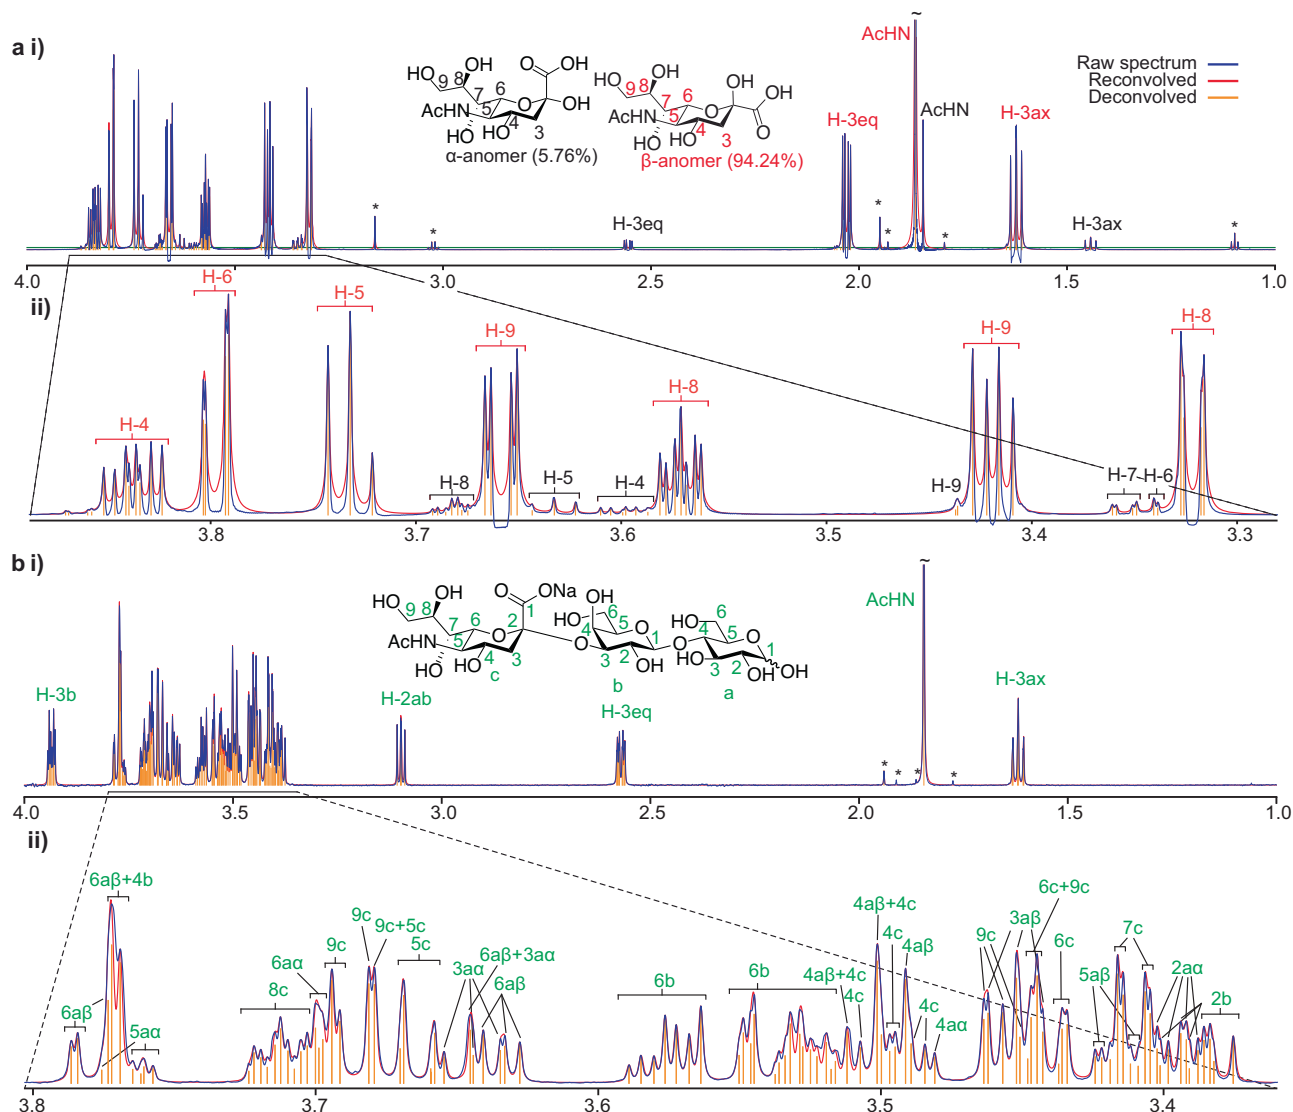 a i)
~
AcHN
AcHN
Raw spectrum
Reconvolved
Deconvolved
HO
9
OH
8
7
6
AcHN
5
HO
HO
4
3
O
O
OH
OH
α-anomer (5.76%)
HO
9
OH
8
7
6
AcHN
5
HO
HO
4
3
O
OH
OH
O
β-anomer (94.24%)
H-3eq
H-3ax
H-3eq
H-3ax
* * * * * *
4.0 3.0 2.5 2.0 1.5 1.0
ii)
H-6
H-5
H-9
H-8
H-9
H-8
H-4
H-8
H-5
H-4
H-9
H-7
H-6
3.8 3.7 3.6 3.5 3.4 3.3
b i)
~
AcHN
HO
9
OH
8
7
6
AcHN
5
HO
HO
4
c
3
O
2
1
O
ONa
O
OH
HO
6
5
4
O
3
2
1
OH
b
O
HO
6
5
4
O
HO
3
2
1
OH
OH
a
H-3b
H-2ab
H-3eq
H-3ax
* * * *
4.0 3.5 3.0 2.5 2.0 1.5 1.0
ii)
6aβ+4b
6aβ
5aα
8c
6aα
9c
9c
9c+5c
5c
3aα
6aβ+3aα
6aβ
6b
6b
4aβ+4c
4c
4aβ+4c
4c
4aβ
4c
4aα
9c
3aβ
6c+9c
6c
5aβ
7c
2aα
2b
3.8 3.7 3.6 3.5 3.4